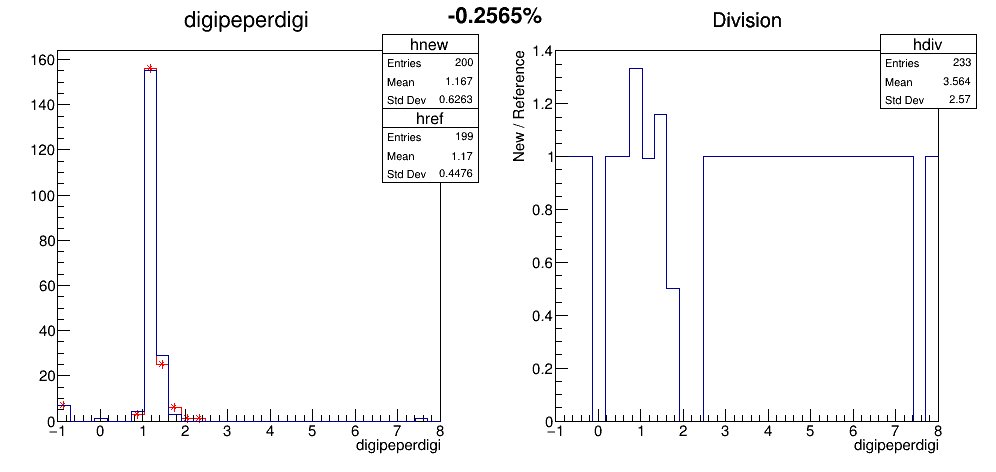 -0.2565%
digipeperdigi
hnew
Entries 200
Mean 1.167
Std Dev 0.6263
href
Entries 199
Mean 1.17
Std Dev 0.4476
160
140
120
100
80
60
40
20
0
−1 0 1 2 3 4 5 6 7 8
digipeperdigi
Division
hdiv
Entries 233
Mean 3.564
Std Dev 2.57
New / Reference
1.4
1.2
1
0.8
0.6
0.4
0.2
0
−1 0 1 2 3 4 5 6 7 8
digipeperdigi